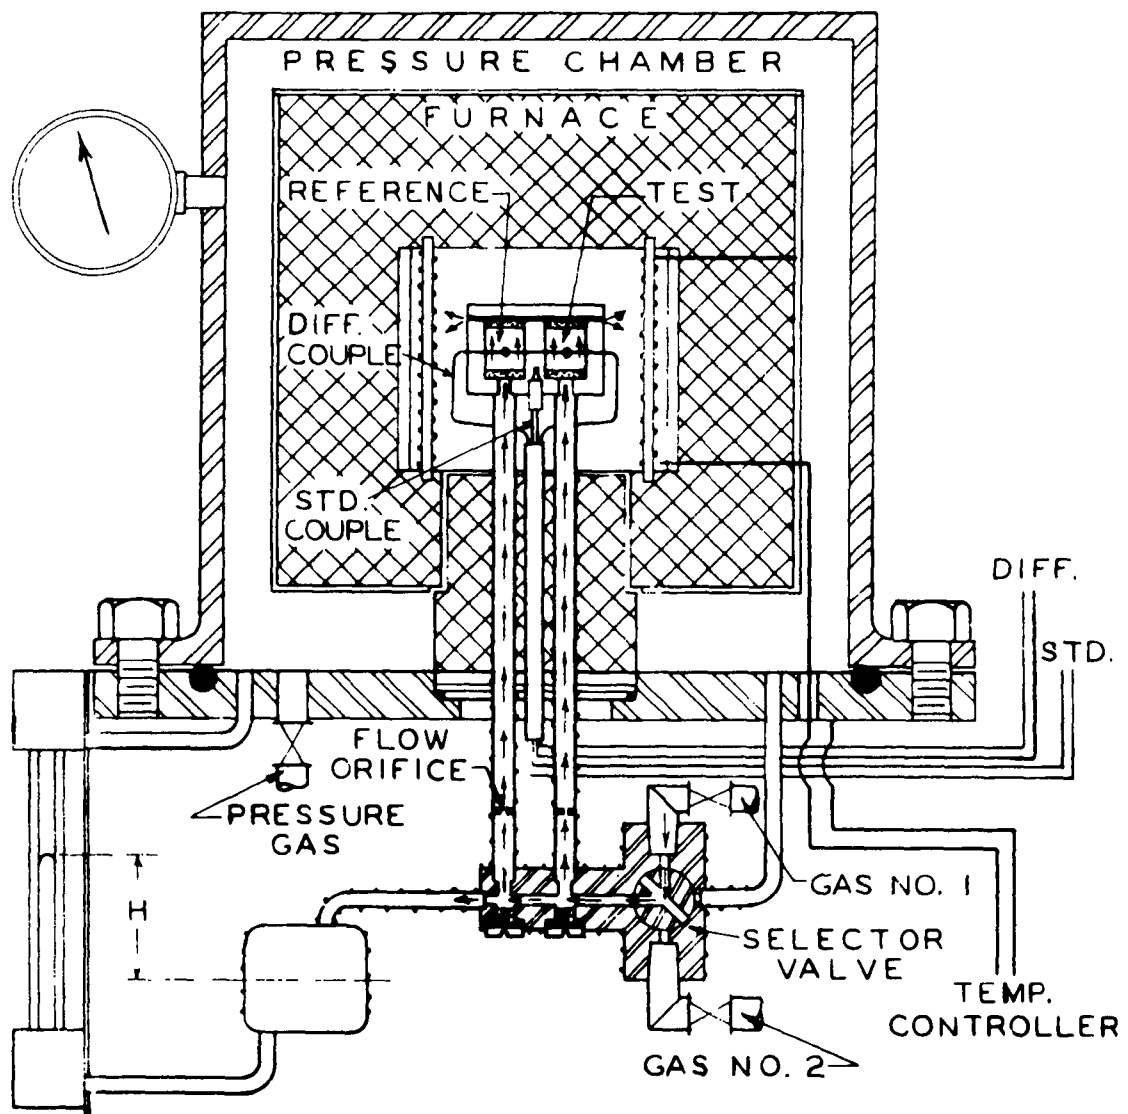 PRESSURE CHAMBER
FURNACE
REFERENCE
TEST
DIFF.
COUPLE
STD.
COUPLE
DIFF.
STD.
FLOW
ORIFICE
PRESSURE
GAS
H
GAS NO. 1
SELECTOR
VALVE
TEMP.
CONTROLLER
GAS NO. 2